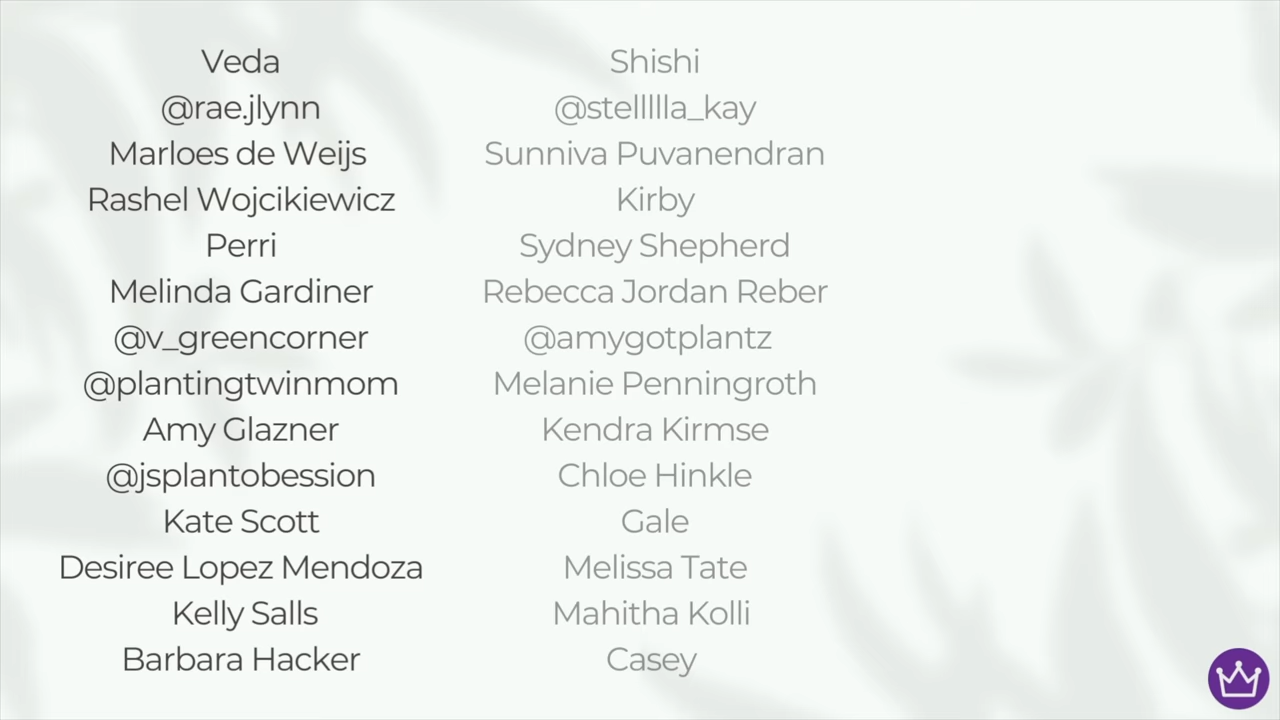 Veda
@rae.jlynn
Marloes de Weijs
Rashel Wojcikiewicz
Perri
Melinda Gardiner
@v_greencorner
@plantingtwinmom
Amy Glazner
@jsplantobession
Kate Scott
Desiree Lopez Mendoza
Kelly Salls
Barbara Hacker
Shishi
@stellllla_kay
Sunniva Puvanendran
Kirby
Sydney Shepherd
Rebecca Jordan Reber
@amygotplantz
Melanie Penningroth
Kendra Kirmse
Chloe Hinkle
Gale
Melissa Tate
Mahitha Kolli
Casey